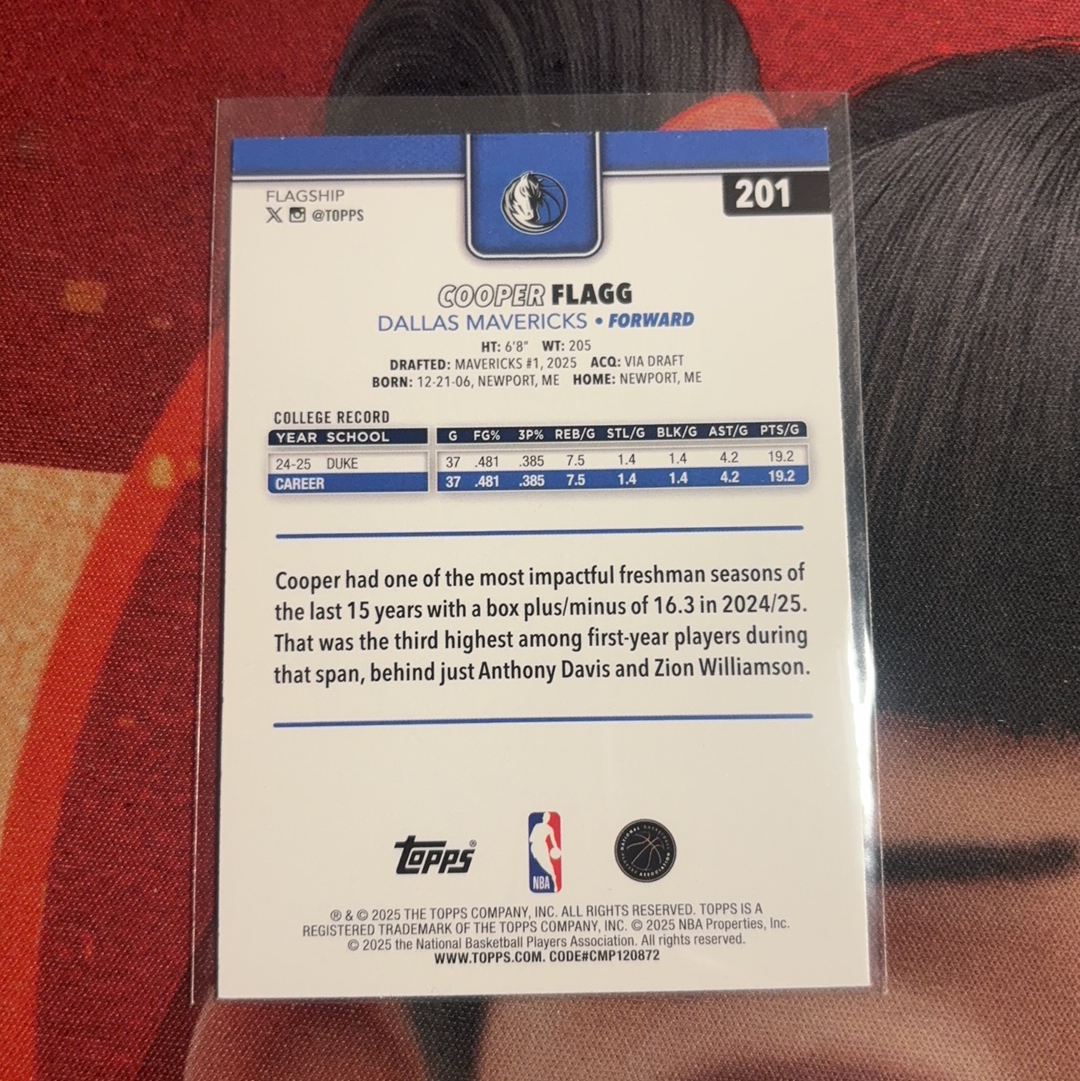 FLAGSHIP
@TOPPS
201
COOPER FLAGG
DALLAS MAVERICKS • FORWARD
HT: 6'8" WT: 205
DRAFTED: MAVERICKS #1, 2025 ACQ: VIA DRAFT
BORN: 12-21-06, NEWPORT, ME HOME: NEWPORT, ME
COLLEGE RECORD
YEAR SCHOOL G FG% 3P% REB/G STL/G BLK/G AST/G PTS/G
24-25 DUKE 37 .481 .385 7.5 1.4 1.4 4.2 19.2
CAREER 37 .481 .385 7.5 1.4 1.4 4.2 19.2
Cooper had one of the most impactful freshman seasons of
the last 15 years with a box plus/minus of 16.3 in 2024/25.
That was the third highest among first-year players during
that span, behind just Anthony Davis and Zion Williamson.
topps®
NBA
® & © 2025 THE TOPPS COMPANY, INC. ALL RIGHTS RESERVED. TOPPS IS A
REGISTERED TRADEMARK OF THE TOPPS COMPANY, INC. © 2025 NBA Properties, Inc.
© 2025 the National Basketball Players Association. All rights reserved.
WWW.TOPPS.COM. CODE#CMP120872